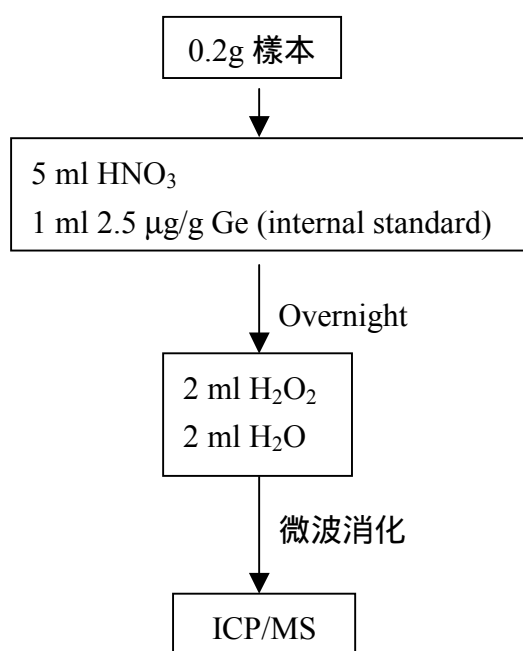 0.2g 樣本
5 ml HNO₃
1 ml 2.5 μg/g Ge (internal standard)
Overnight
2 ml H₂O₂
2 ml H₂O
微波消化
ICP/MS